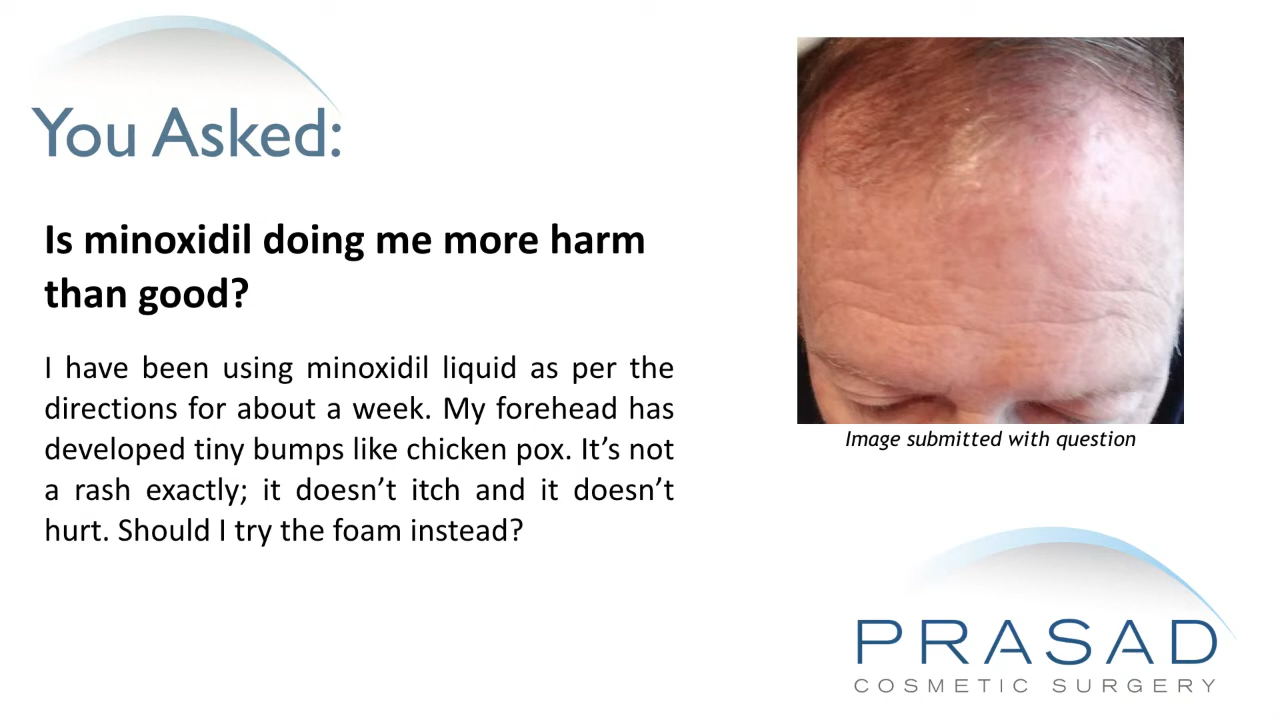 You Asked:
Is minoxidil doing me more harm
than good?
I have been using minoxidil liquid as per the
directions for about a week. My forehead has
developed tiny bumps like chicken pox. It’s not
a rash exactly; it doesn’t itch and it doesn’t
hurt. Should I try the foam instead?
Image submitted with question
PRASAD
COSMETIC SURGERY